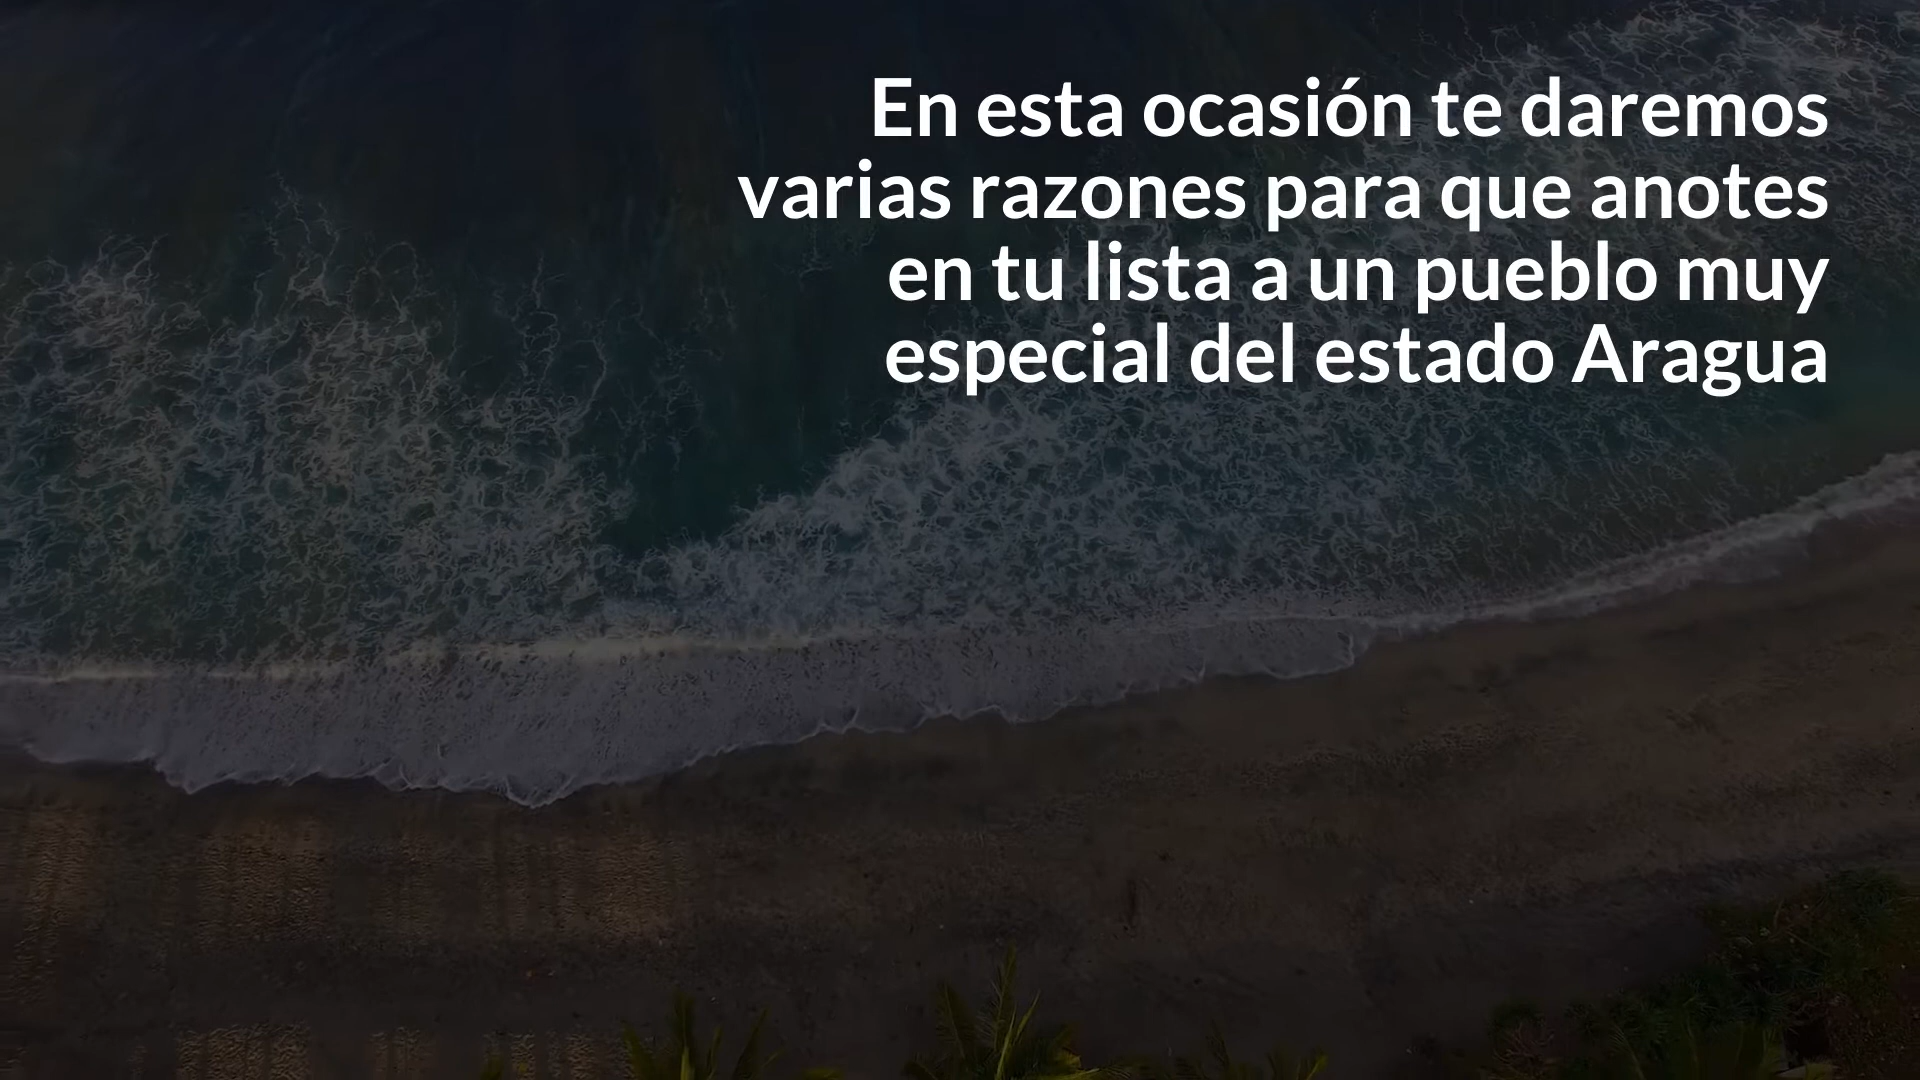 En esta ocasión te daremos
varias razones para que anotes
en tu lista a un pueblo muy
especial del estado Aragua